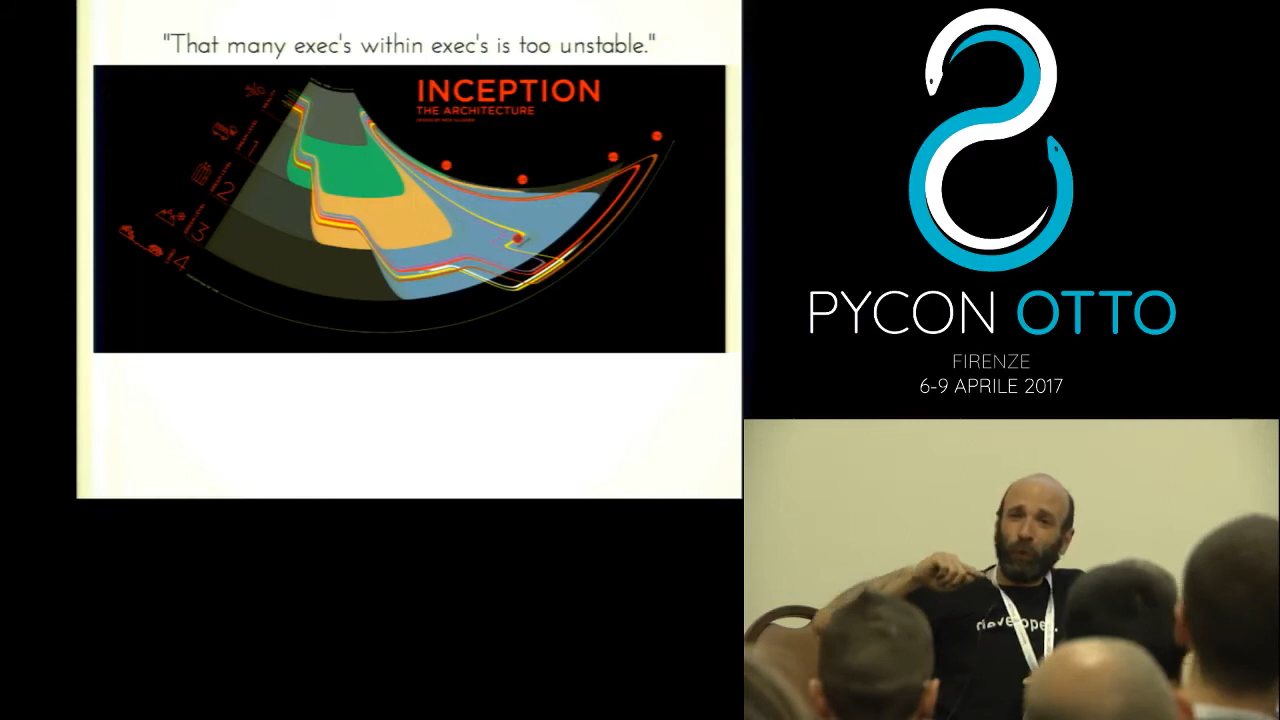 "That many exec's within exec's is too unstable."
INCEPTION
THE ARCHITECTURE
1
2
3
4
PYCON OTTO
FIRENZE
6-9 APRILE 2017
developer.